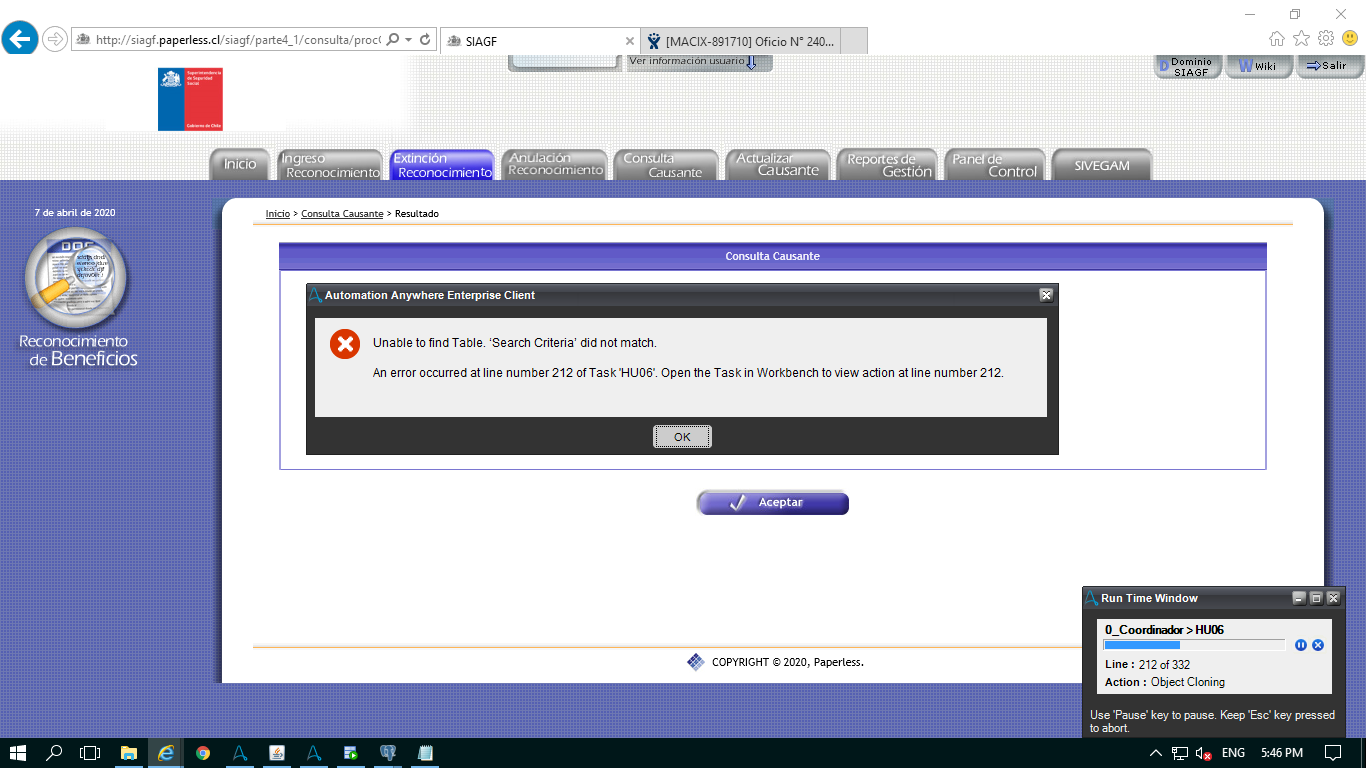 http://siagf.paperless.cl/siagf/parte4_1/consulta/proc
SIAGF
[MACIX-87710] Oficio N° 240...
Superintendencia
de Seguridad
Social
Gobierno de Chile
Ver información usuario
Dominio
SIAGF
Wiki
Salir
Inicio
Ingreso
Reconocimiento
Extinción
Reconocimiento
Anulación
Reconocimiento
Consulta
Causante
Actualizar
Causante
Reportes de
Gestión
Panel de
Control
SIVEGAM
7 de abril de 2020
Reconocimiento
de Beneficios
Inicio > Consulta Causante > Resultado
Consulta Causante
Automation Anywhere Enterprise Client
Unable to find Table. ‘Search Criteria’ did not match.
An error occurred at line number 212 of Task 'HU06'. Open the Task in Workbench to view action at line number 212.
OK
Aceptar
COPYRIGHT © 2020, Paperless.
Run Time Window
0_Coordinador > HU06
Line : 212 of 332
Action : Object Cloning
Use 'Pause' key to pause. Keep 'Esc' key pressed
to abort.
ENG 5:46 PM